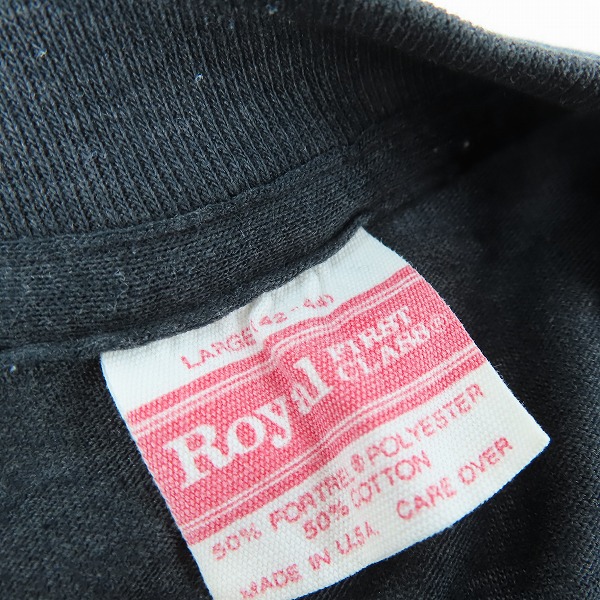 LARGE (42-44)
Royal FIRST CLASS®
50% FORTREL® POLYESTER
50% COTTON
MADE IN U.S.A. CARE OVER